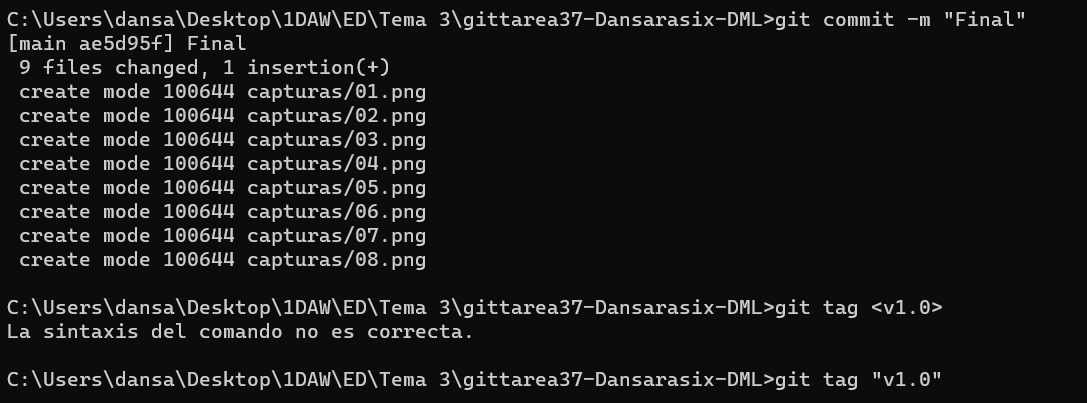 C:\Users\dansa\Desktop\1DAW\ED\Tema 3\gittarea37-Dansarasix-DML>git commit -m "Final"
[main ae5d95f] Final
 9 files changed, 1 insertion(+)
 create mode 100644 capturas/01.png
 create mode 100644 capturas/02.png
 create mode 100644 capturas/03.png
 create mode 100644 capturas/04.png
 create mode 100644 capturas/05.png
 create mode 100644 capturas/06.png
 create mode 100644 capturas/07.png
 create mode 100644 capturas/08.png
C:\Users\dansa\Desktop\1DAW\ED\Tema 3\gittarea37-Dansarasix-DML>git tag <v1.0>
La sintaxis del comando no es correcta.
C:\Users\dansa\Desktop\1DAW\ED\Tema 3\gittarea37-Dansarasix-DML>git tag "v1.0"